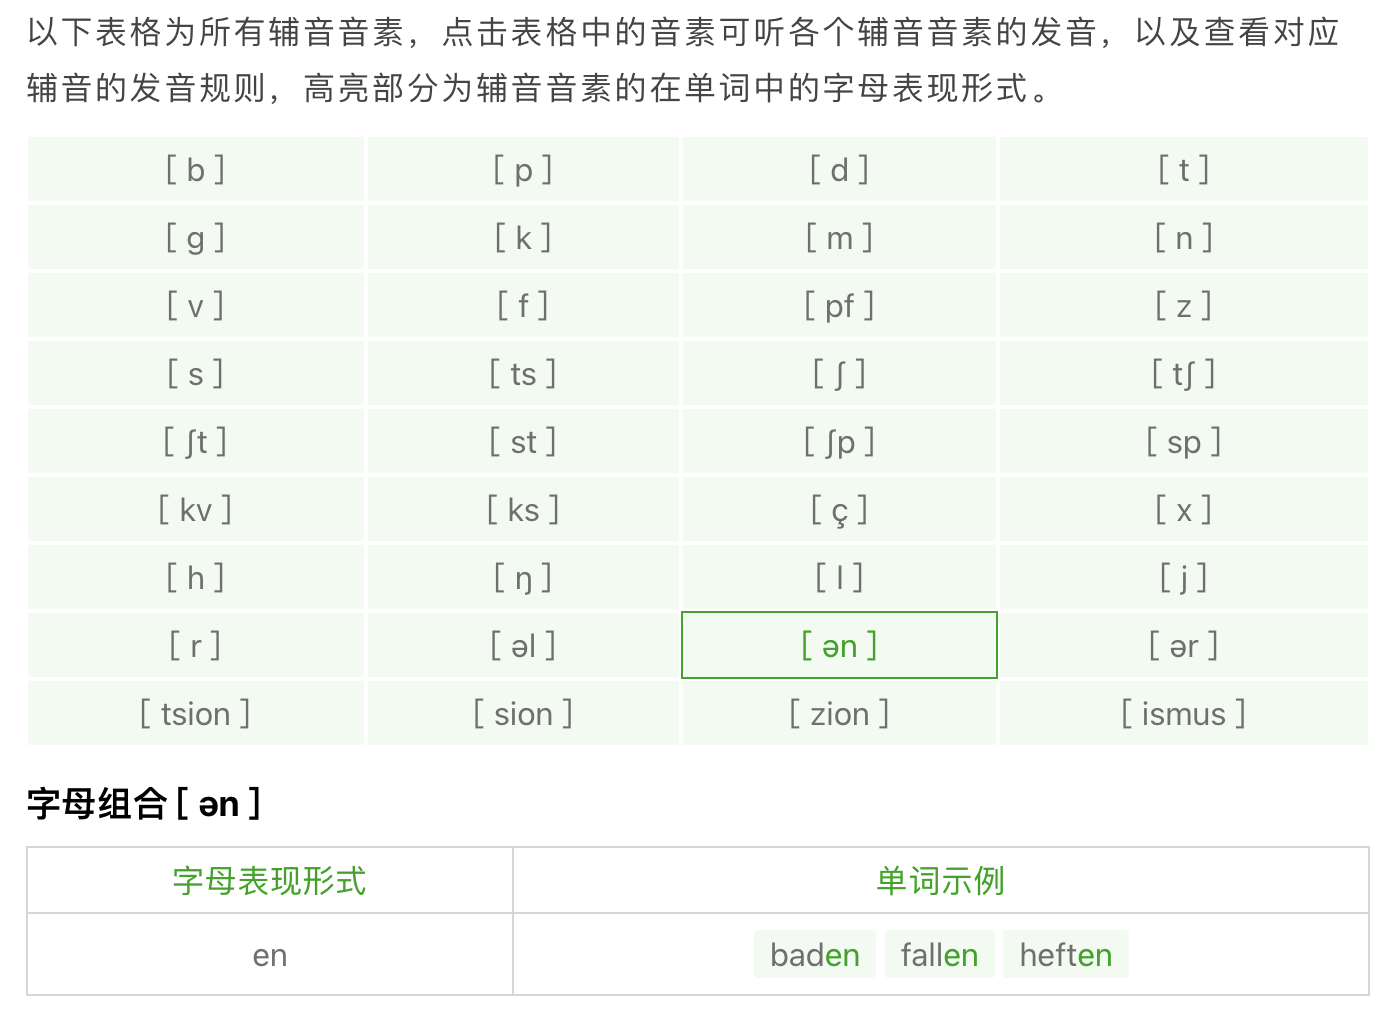 以下表格为所有辅音音素，点击表格中的音素可听各个辅音音素的发音，以及查看对应
辅音的发音规则，高亮部分为辅音音素的在单词中的字母表现形式。
[ b ] [ p ] [ d ] [ t ]
[ g ] [ k ] [ m ] [ n ]
[ v ] [ f ] [ pf ] [ z ]
[ s ] [ ts ] [ ʃ ] [ tʃ ]
[ ʃt ] [ st ] [ ʃp ] [ sp ]
[ kv ] [ ks ] [ ç ] [ x ]
[ h ] [ ŋ ] [ l ] [ j ]
[ r ] [ əl ] [ ən ] [ ər ]
[ tsion ] [ sion ] [ zion ] [ ismus ]
字母组合 [ ən ]
字母表现形式 单词示例
en baden fallen heften